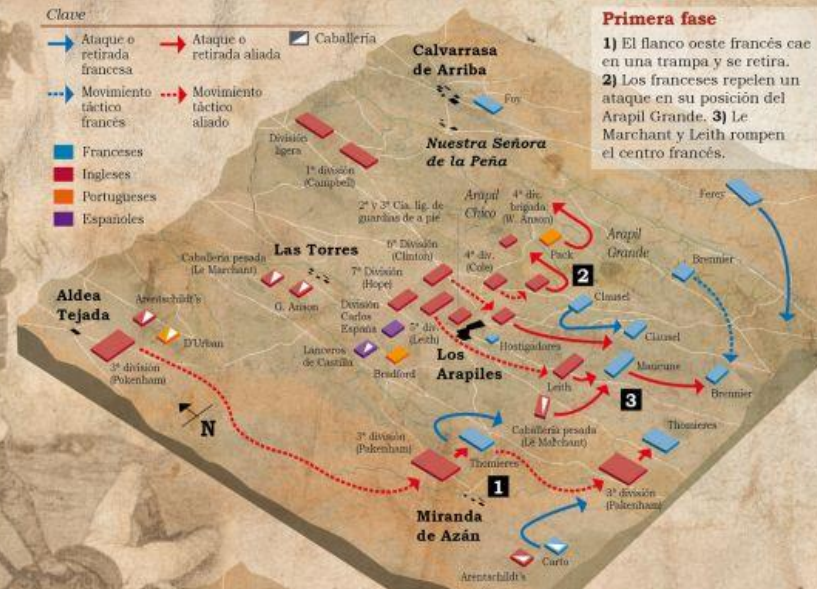 Clave
Ataque o
retirada
francesa
Ataque o
retirada aliada
Caballería
Movimiento
táctico
francés
Movimiento
táctico
aliado
Franceses
Ingleses
Portugueses
Españoles
Primera fase
1) El flanco oeste francés cae
en una trampa y se retira.
2) Los franceses repelen un
ataque en su posición del
Arapil Grande. 3) Le
Marchant y Leith rompen
el centro francés.
Calvarrasa
de Arriba
Foy
Nuestra Señora
de la Peña
División
ligera
1ª división
(Campbell)
2ª y 3ª Cía. lig. de
guardias de a pie
Arapil
Chico
4ª div.
brigada
(W. Anson)
Pack
Arapil
Grande
Ferey
Brennier
6ª División
(Clinton)
4ª div.
(Cole)
2
Las Torres
Caballería pesada
(Le Marchant)
G. Anson
7ª División
(Hope)
División
Carlos
España
5ª div.
(Leith)
Clausel
Clausel
Aldea
Tejada
Arentschildt's
D'Urban
3ª división
(Pokenham)
Lanceros
de Castilla
Bradford
Los
Arapiles
Hostigadores
Leith
Maucune
3
Brennier
N
Caballería pesada
(Le Marchant)
3ª división
(Pakenham)
Thomieres
1
Thomieres
3ª división
(Pakenham)
Miranda
de Azán
Curto
Arentschildt's